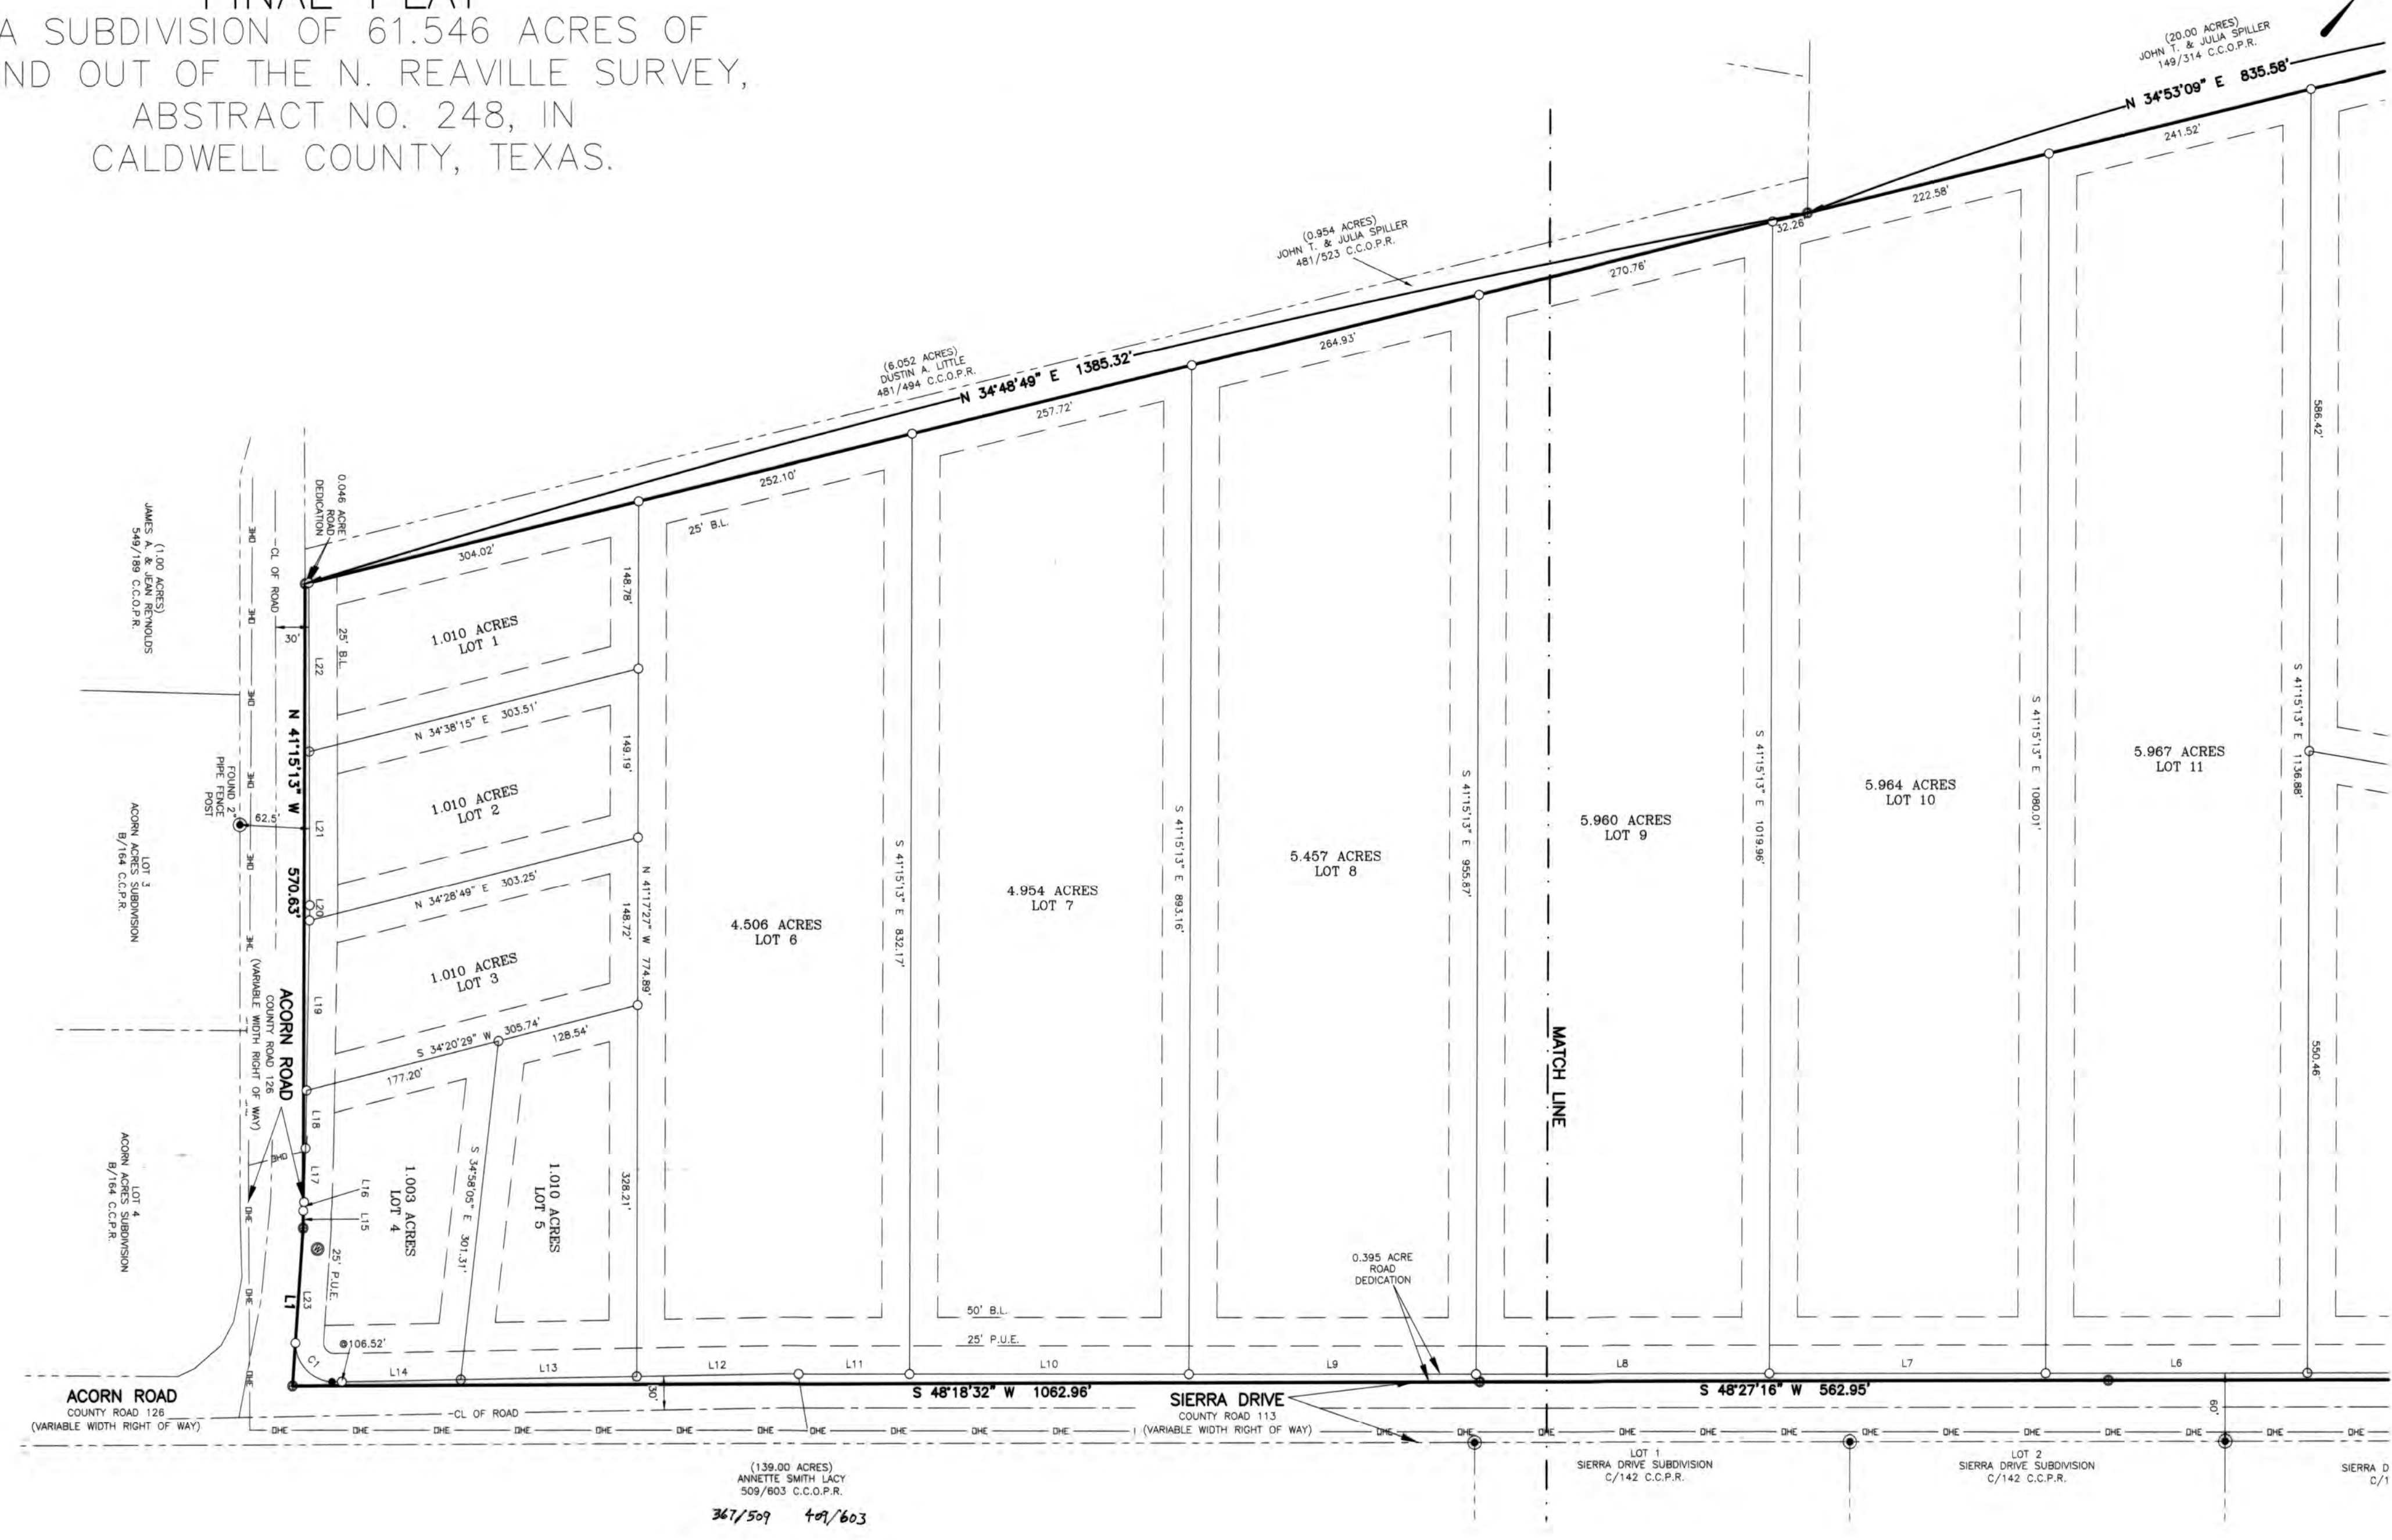 A SUBDIVISION OF 61.546 ACRES OF
ND OUT OF THE N. REAVILLE SURVEY,
ABSTRACT NO. 248, IN
CALDWELL COUNTY, TEXAS.
(20.00 ACRES)
JOHN T. & JULIA SPILLER
149/314 C.C.O.P.R.
N 34°53'09" E 835.58'
241.52'
222.58'
32.26'
(0.954 ACRES)
JOHN T. & JULIA SPILLER
481/523 C.C.O.P.R.
270.76'
264.93'
(6.052 ACRES)
DUSTIN A. LITTLE
481/494 C.C.O.P.R.
N 34°48'49" E 1385.32'
257.72'
252.10'
304.02'
25' B.L.
0.046 ACRE
ROAD
DEDICATION
(1.00 ACRES)
JAMES A. & JEAN REYNOLDS
549/189 C.C.O.P.R.
OHE
CL OF ROAD
30'
L22
25' B.L.
1.010 ACRES
LOT 1
148.78'
N 34°38'15" E 303.51'
N 41°15'13" W 570.63'
FOUND 2"
PIPE FENCE
POST
62.5'
L21
1.010 ACRES
LOT 2
149.19'
L20
N 34°28'49" E 303.25'
LOT 3
ACORN ACRES SUBDIVISION
B/164 C.C.P.R.
L19
1.010 ACRES
LOT 3
148.72'
N 41°17'27" W 774.89'
S 34°20'29" W 305.74'
128.54'
177.20'
ACORN ROAD
COUNTY ROAD 126
(VARIABLE WIDTH RIGHT OF WAY)
L18
OHE
L17
L16
L15
LOT 4
ACORN ACRES SUBDIVISION
B/164 C.C.P.R.
1.003 ACRES
LOT 4
S 34°58'05" E 301.31'
1.010 ACRES
LOT 5
328.21'
25' P.U.E.
L1
L23
C1
@106.52'
4.506 ACRES
LOT 6
S 41°15'13" E 832.17'
4.954 ACRES
LOT 7
S 41°15'13" E 893.16'
5.457 ACRES
LOT 8
S 41°15'13" E 955.87'
MATCH LINE
5.960 ACRES
LOT 9
S 41°15'13" E 1019.96'
5.964 ACRES
LOT 10
S 41°15'13" E 1080.01'
5.967 ACRES
LOT 11
S 41°15'13" E 1136.88'
586.42'
550.46'
0.395 ACRE
ROAD
DEDICATION
50' B.L.
25' P.U.E.
L14
L13
L12
L11
L10
L9
L8
L7
L6
30'
S 48°18'32" W 1062.96'
S 48°27'16" W 562.95'
60'
ACORN ROAD
COUNTY ROAD 126
(VARIABLE WIDTH RIGHT OF WAY)
CL OF ROAD
SIERRA DRIVE
COUNTY ROAD 113
(VARIABLE WIDTH RIGHT OF WAY)
OHE OHE OHE OHE OHE OHE OHE OHE OHE OHE OHE
(139.00 ACRES)
ANNETTE SMITH LACY
509/603 C.C.O.P.R.
367/509 409/603
LOT 1
SIERRA DRIVE SUBDIVISION
C/142 C.C.P.R.
LOT 2
SIERRA DRIVE SUBDIVISION
C/142 C.C.P.R.
SIERRA D
C/1